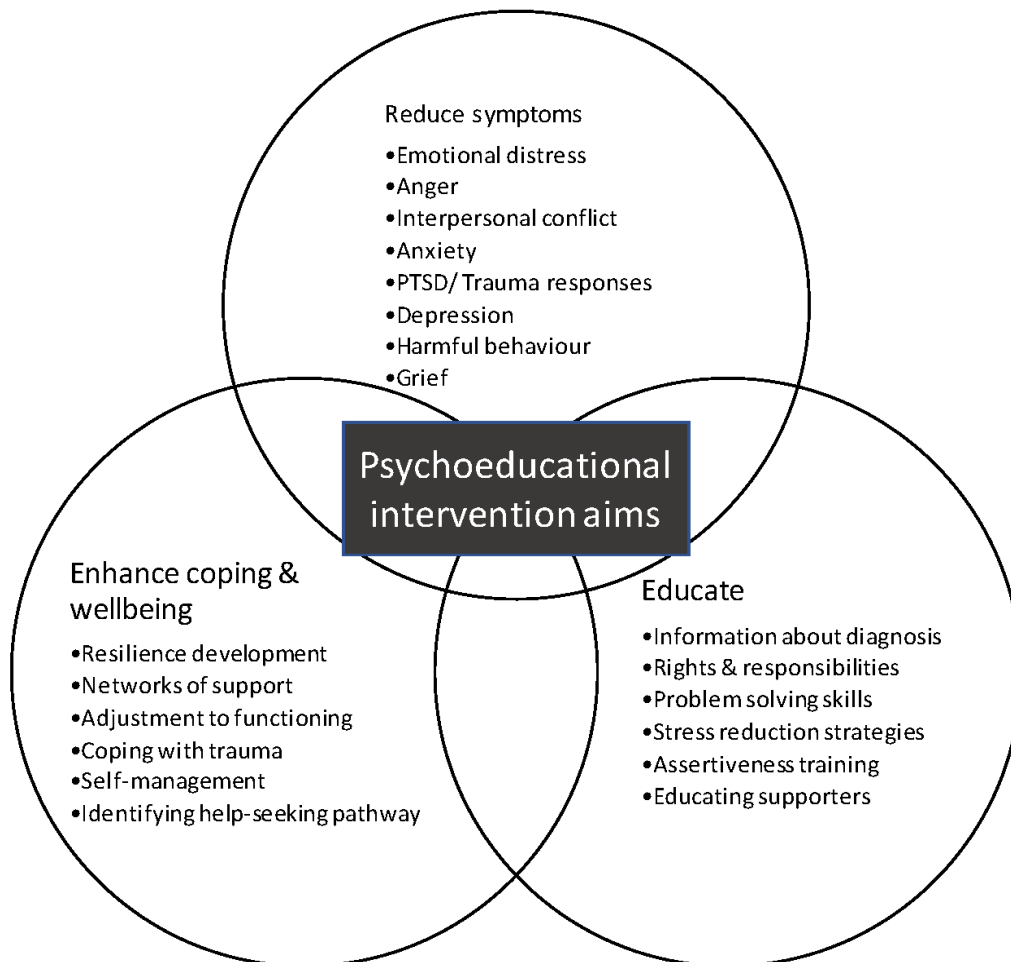 Reduce symptoms
•Emotional distress
•Anger
•Interpersonal conflict
•Anxiety
•PTSD/ Trauma responses
•Depression
•Harmful behaviour
•Grief
Psychoeducational
intervention aims
Enhance coping &
wellbeing
•Resilience development
•Networks of support
•Adjustment to functioning
•Coping with trauma
•Self-management
•Identifying help-seeking pathway
Educate
•Information about diagnosis
•Rights & responsibilities
•Problem solving skills
•Stress reduction strategies
•Assertiveness training
•Educating supporters